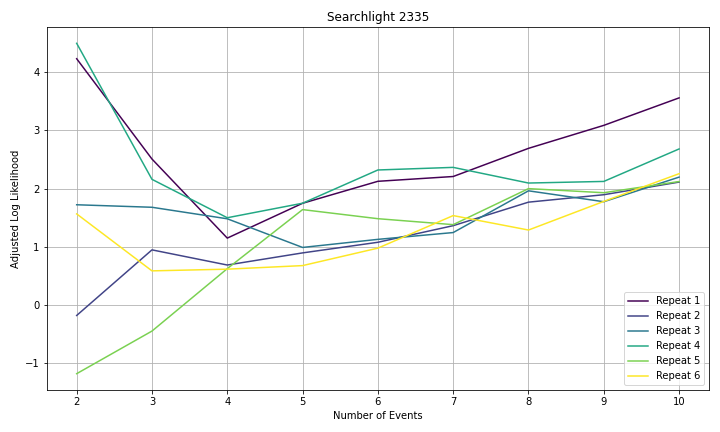 Searchlight 2335
Adjusted Log Likelihood
4
3
2
1
0
−1
2 3 4 5 6 7 8 9 10
Number of Events
Repeat 1
Repeat 2
Repeat 3
Repeat 4
Repeat 5
Repeat 6